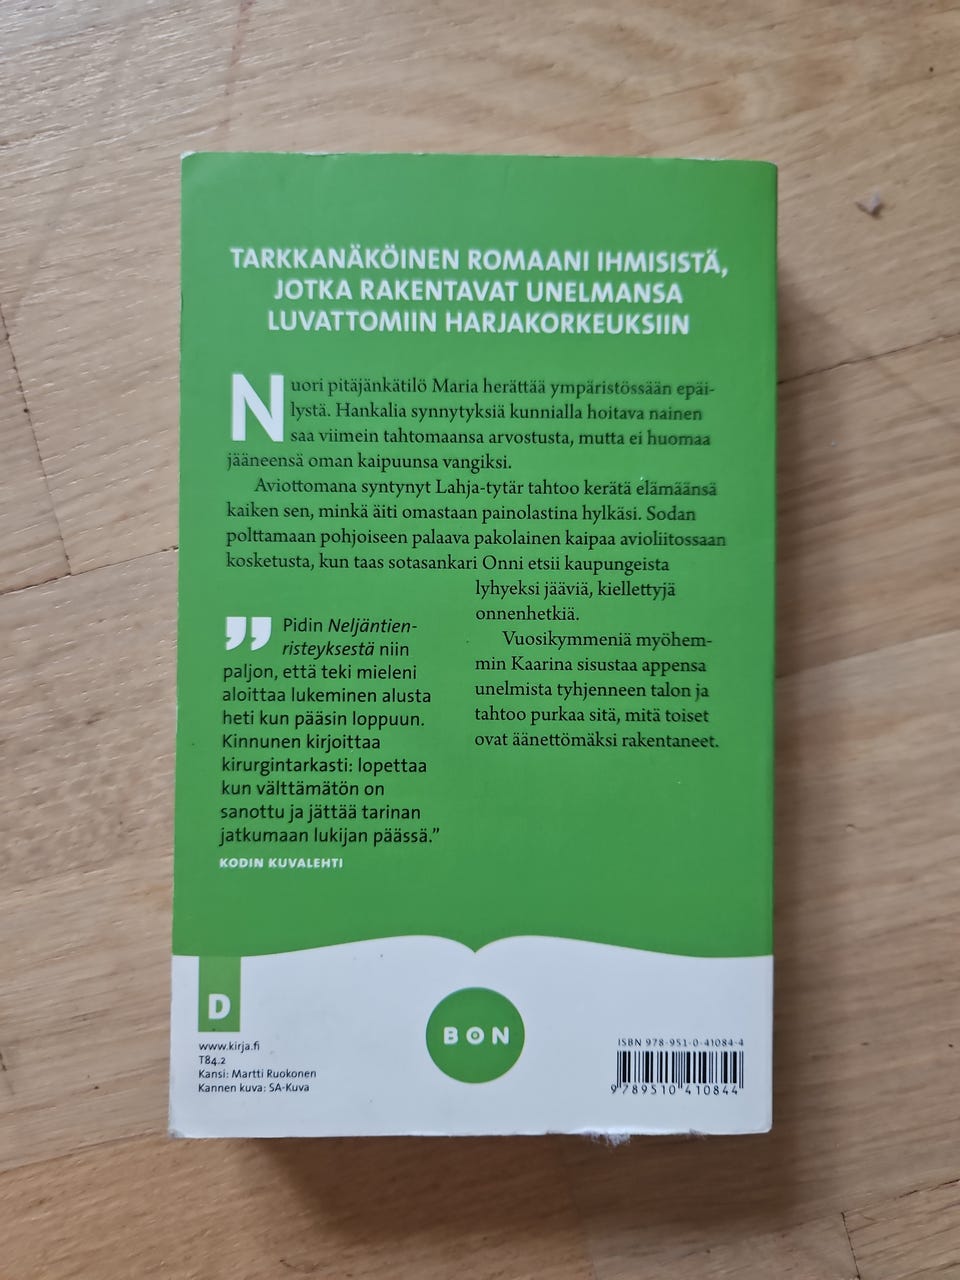 TARKKANÄKÖINEN ROMAANI IHMISISTÄ,
JOTKA RAKENTAVAT UNELMANSA
LUVATTOMIIN HARJAKORKEUKSIIN
Nuori pitäjänkätilö Maria herättää ympäristössään epäi-
lystä. Hankalia synnytyksiä kunnialla hoitava nainen
saa viimein tahtomaansa arvostusta, mutta ei huomaa
jääneensä oman kaipuunsa vangiksi.
Aviottomana syntynyt Lahja-tytär tahtoo kerätä elämäänsä
kaiken sen, minkä äiti omastaan painolastina hylkäsi. Sodan
polttamaan pohjoiseen palaava pakolainen kaipaa avioliitossaan
kosketusta, kun taas sotasankari Onni etsii kaupungeista
lyhyeksi jääviä, kiellettyjä
onnenhetkiä.
Vuosikymmeniä myöhem-
min Kaarina sisustaa appensa
unelmista tyhjenneen talon ja
tahtoo purkaa sitä, mitä toiset
ovat äänettömäksi rakentaneet.
” Pidin Neljäntien-
risteyksestä niin
paljon, että teki mieleni
aloittaa lukeminen alusta
heti kun pääsin loppuun.
Kinnunen kirjoittaa
kirurgintarkasti: lopettaa
kun välttämätön on
sanottu ja jättää tarinan
jatkumaan lukijan päässä.”
KODIN KUVALEHTI
D
www.kirja.fi
T84.2
Kansi: Martti Ruokonen
Kannen kuva: SA-Kuva
BON
ISBN 978-951-0-41084-4
9 789510 410844